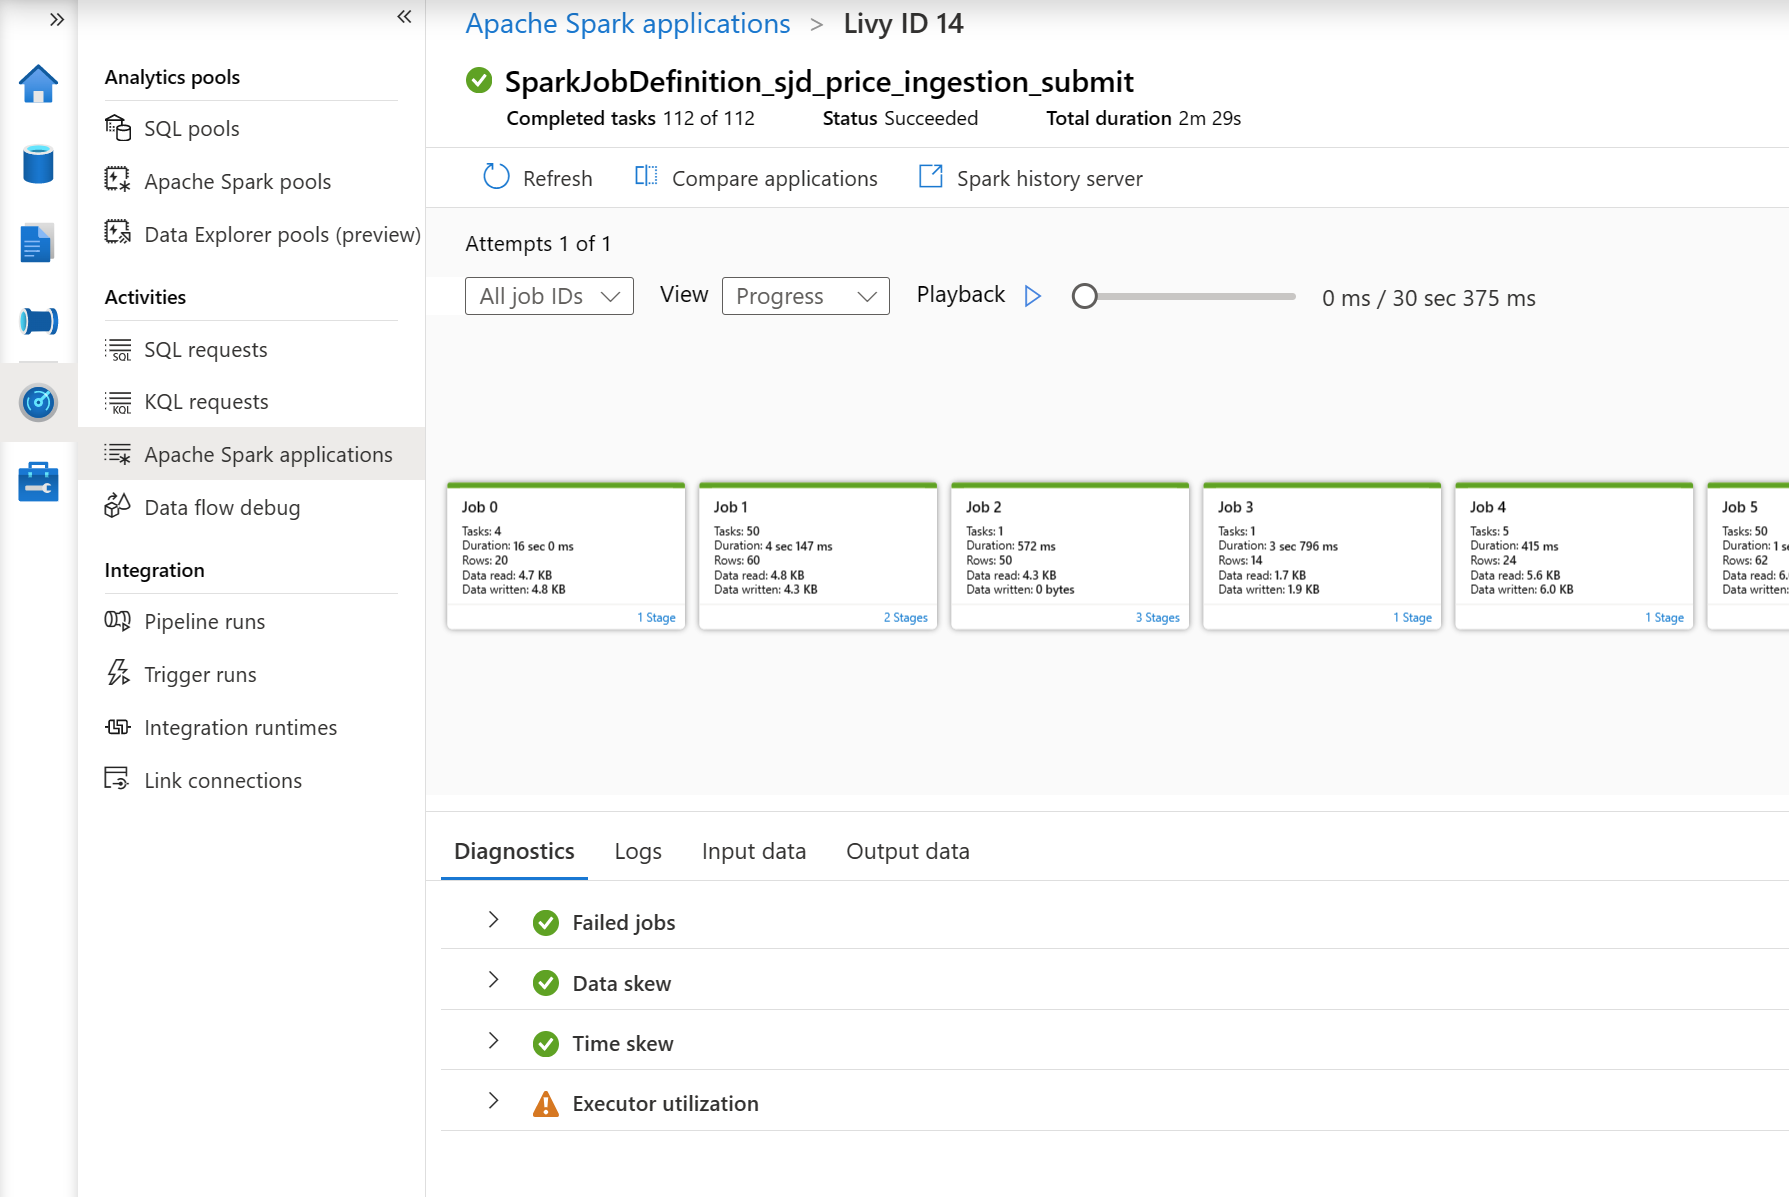 Apache Spark applications > Livy ID 14
SparkJobDefinition_sjd_price_ingestion_submit
Completed tasks 112 of 112 Status Succeeded Total duration 2m 29s
Refresh Compare applications Spark history server
Analytics pools
SQL pools
Apache Spark pools
Data Explorer pools (preview)
Activities
SQL requests
KQL requests
Apache Spark applications
Data flow debug
Integration
Pipeline runs
Trigger runs
Integration runtimes
Link connections
Attempts 1 of 1
All job IDs View Progress Playback 0 ms / 30 sec 375 ms
Job 0
Tasks: 4
Duration: 16 sec 0 ms
Rows: 20
Data read: 4.7 KB
Data written: 4.8 KB
1 Stage
Job 1
Tasks: 50
Duration: 4 sec 147 ms
Rows: 60
Data read: 4.8 KB
Data written: 4.3 KB
2 Stages
Job 2
Tasks: 1
Duration: 572 ms
Rows: 50
Data read: 4.3 KB
Data written: 0 bytes
3 Stages
Job 3
Tasks: 1
Duration: 3 sec 796 ms
Rows: 14
Data read: 1.7 KB
Data written: 1.9 KB
1 Stage
Job 4
Tasks: 5
Duration: 415 ms
Rows: 24
Data read: 5.6 KB
Data written: 6.0 KB
1 Stage
Job 5
Tasks: 50
Duration: 1
Rows: 62
Data read: 6.
Data written:
Diagnostics Logs Input data Output data
Failed jobs
Data skew
Time skew
Executor utilization